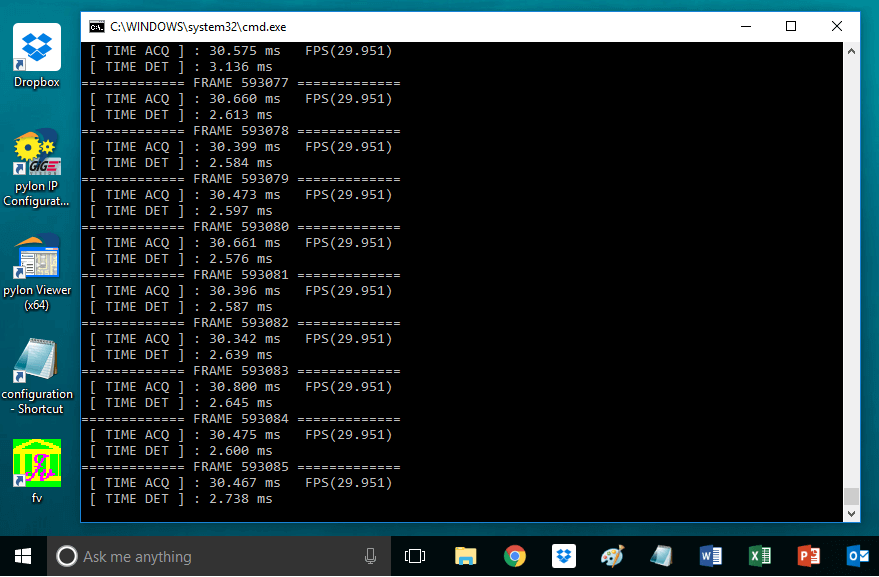 C:\WINDOWS\system32\cmd.exe
[ TIME ACQ ] : 30.575 ms   FPS(29.951)
[ TIME DET ] : 3.136 ms
============= FRAME 593077 =============
[ TIME ACQ ] : 30.660 ms   FPS(29.951)
[ TIME DET ] : 2.613 ms
============= FRAME 593078 =============
[ TIME ACQ ] : 30.399 ms   FPS(29.951)
[ TIME DET ] : 2.584 ms
============= FRAME 593079 =============
[ TIME ACQ ] : 30.473 ms   FPS(29.951)
[ TIME DET ] : 2.597 ms
============= FRAME 593080 =============
[ TIME ACQ ] : 30.661 ms   FPS(29.951)
[ TIME DET ] : 2.576 ms
============= FRAME 593081 =============
[ TIME ACQ ] : 30.396 ms   FPS(29.951)
[ TIME DET ] : 2.587 ms
============= FRAME 593082 =============
[ TIME ACQ ] : 30.342 ms   FPS(29.951)
[ TIME DET ] : 2.639 ms
============= FRAME 593083 =============
[ TIME ACQ ] : 30.800 ms   FPS(29.951)
[ TIME DET ] : 2.645 ms
============= FRAME 593084 =============
[ TIME ACQ ] : 30.475 ms   FPS(29.951)
[ TIME DET ] : 2.600 ms
============= FRAME 593085 =============
[ TIME ACQ ] : 30.467 ms   FPS(29.951)
[ TIME DET ] : 2.738 ms
Dropbox
GIGE
pylon IP
Configurat...
pylon Viewer
(x64)
configuration
- Shortcut
fv
Ask me anything